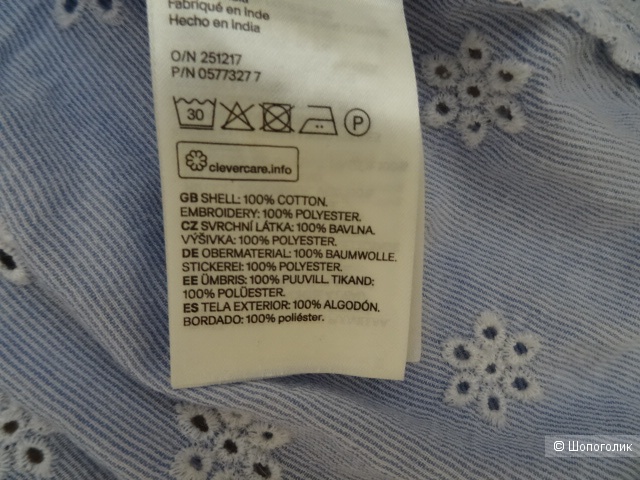 Fabriqué en Inde
Hecho en India
O/N 251217
P/N 0577327 7
30
P
clevercare.info
GB SHELL: 100% COTTON.
EMBROIDERY: 100% POLYESTER.
CZ SVRCHNÍ LÁTKA: 100% BAVLNA.
VÝŠIVKA: 100% POLYESTER.
DE OBERMATERIAL: 100% BAUMWOLLE.
STICKEREI: 100% POLYESTER.
EE ÜMBRIS: 100% PUUVILL. TIKAND:
100% POLÜESTER.
ES TELA EXTERIOR: 100% ALGODÓN.
BORDADO: 100% poliéster.
© Шопоголик